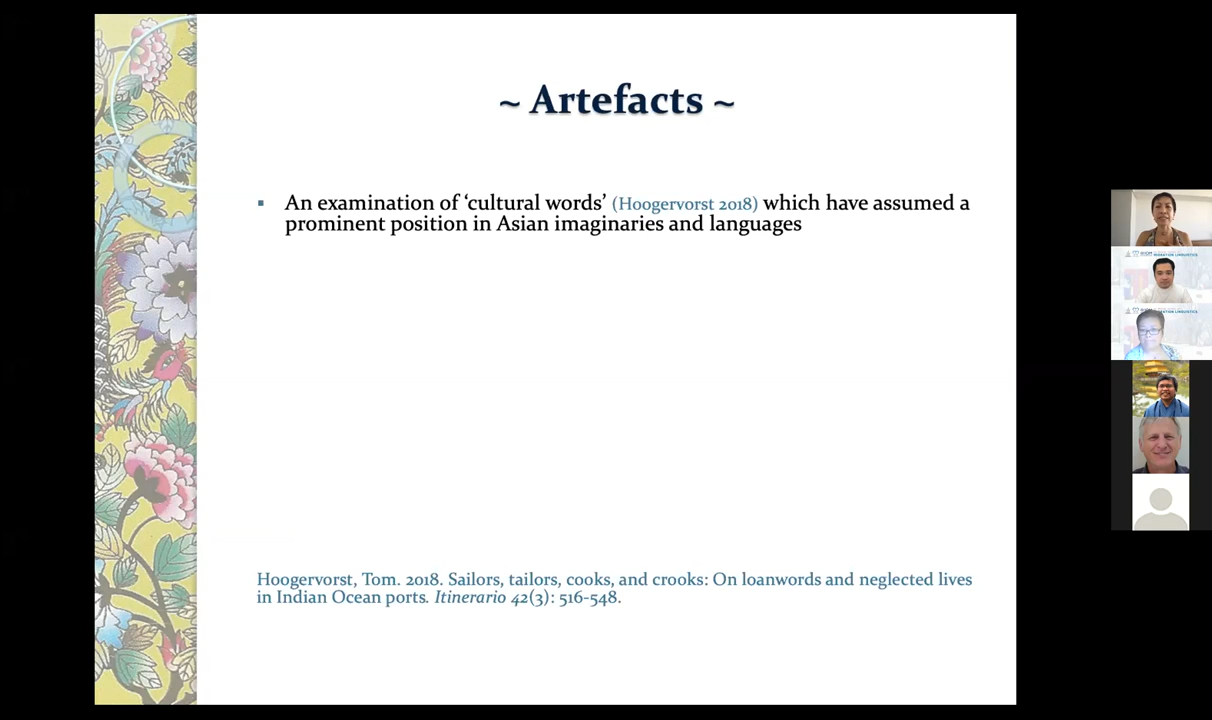 ~ Artefacts ~
▪ An examination of ‘cultural words’ (Hoogervorst 2018) which have assumed a
prominent position in Asian imaginaries and languages
Hoogervorst, Tom. 2018. Sailors, tailors, cooks, and crooks: On loanwords and neglected lives
in Indian Ocean ports. Itinerario 42(3): 516-548.
LINGUISTICS
LINGUISTICS